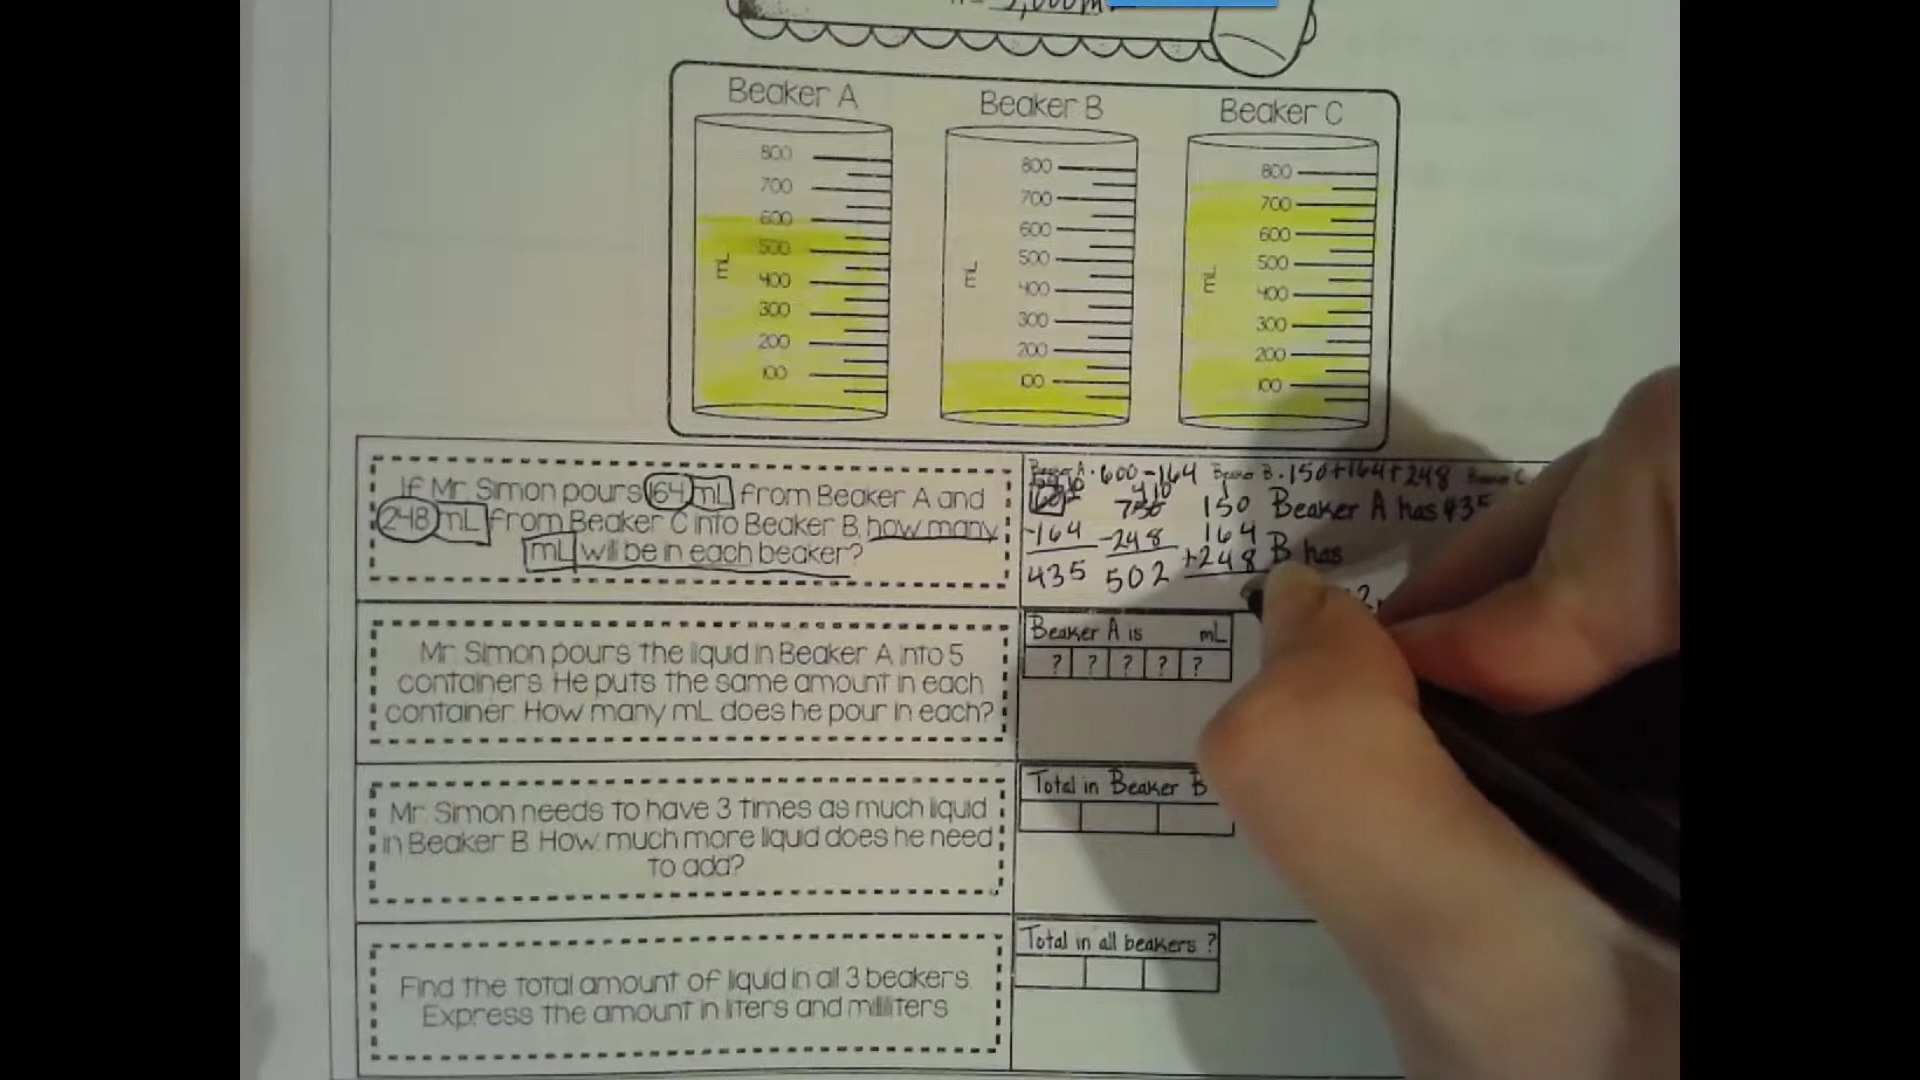 Beaker A
Beaker B
Beaker C
800
700
600
500
400
300
200
100
mL
800
700
600
500
400
300
200
100
mL
800
700
600
500
400
300
200
100
mL
If Mr. Simon pours 164 mL from Beaker A and
248 mL from Beaker C into Beaker B, how many
mL will be in each beaker?
Beaker A · 600-164 Beaker B · 150+164+248
-164
435
750
-248
502
150
164
+248
Beaker A has 435
B has
Mr. Simon pours the liquid in Beaker A into 5
containers. He puts the same amount in each
container. How many mL does he pour in each?
Beaker A is mL
? ? ? ? ?
Mr. Simon needs to have 3 times as much liquid
in Beaker B. How much more liquid does he need
to add?
Total in Beaker B
Find the total amount of liquid in all 3 beakers.
Express the amount in liters and milliliters
Total in all beakers ?